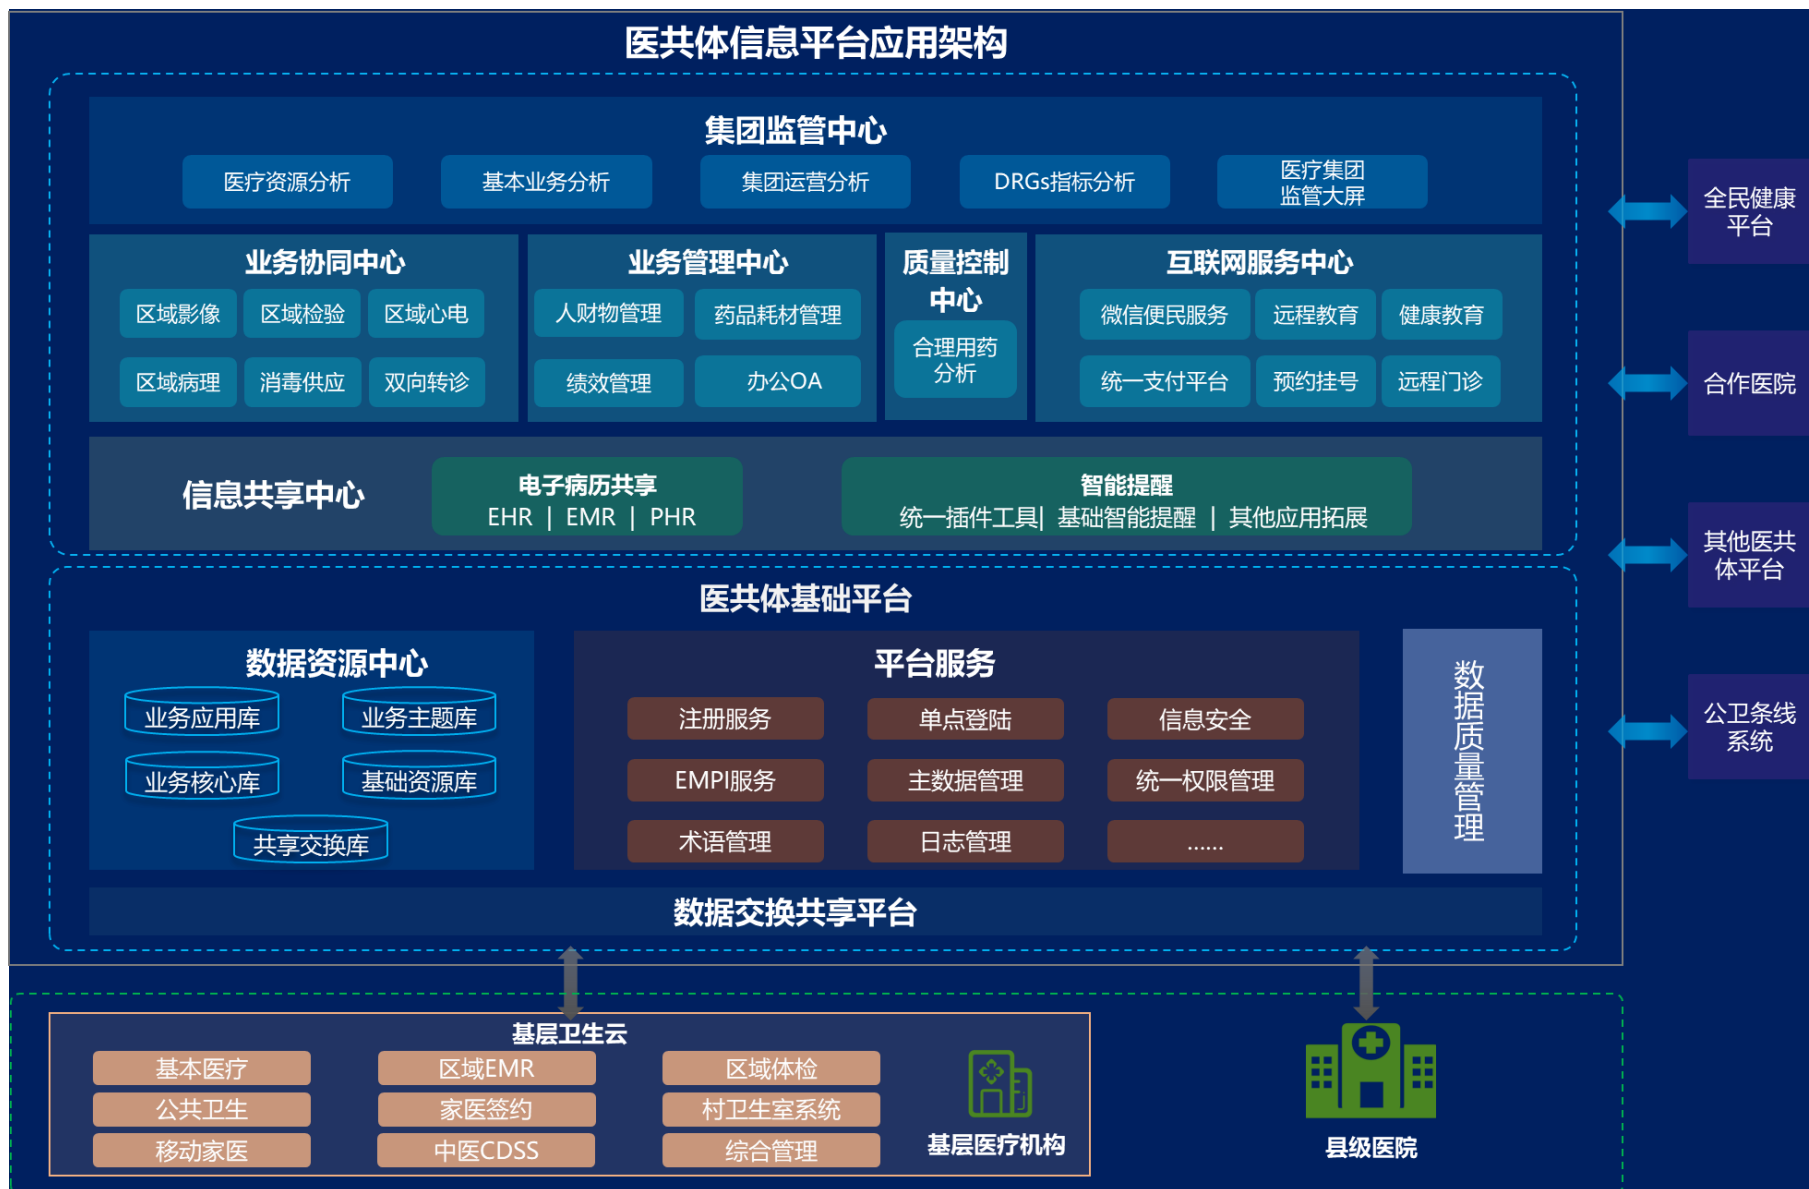 医共体信息平台应用架构
集团监管中心
医疗资源分析
基本业务分析
集团运营分析
DRGs指标分析
医疗集团
监管大屏
业务协同中心
区域影像
区域检验
区域心电
区域病理
消毒供应
双向转诊
业务管理中心
人财物管理
药品耗材管理
绩效管理
办公OA
质量控制
中心
合理用药
分析
互联网服务中心
微信便民服务
远程教育
健康教育
统一支付平台
预约挂号
远程门诊
信息共享中心
电子病历共享
EHR | EMR | PHR
智能提醒
统一插件工具| 基础智能提醒 | 其他应用拓展
医共体基础平台
数据资源中心
业务应用库
业务主题库
业务核心库
基础资源库
共享交换库
平台服务
注册服务
单点登陆
信息安全
EMPI服务
主数据管理
统一权限管理
术语管理
日志管理
......
数据质量管理
数据交换共享平台
基层卫生云
基本医疗
区域EMR
区域体检
公共卫生
家医签约
村卫生室系统
移动家医
中医CDSS
综合管理
基层医疗机构
县级医院
全民健康
平台
合作医院
其他医共
体平台
公卫条线
系统